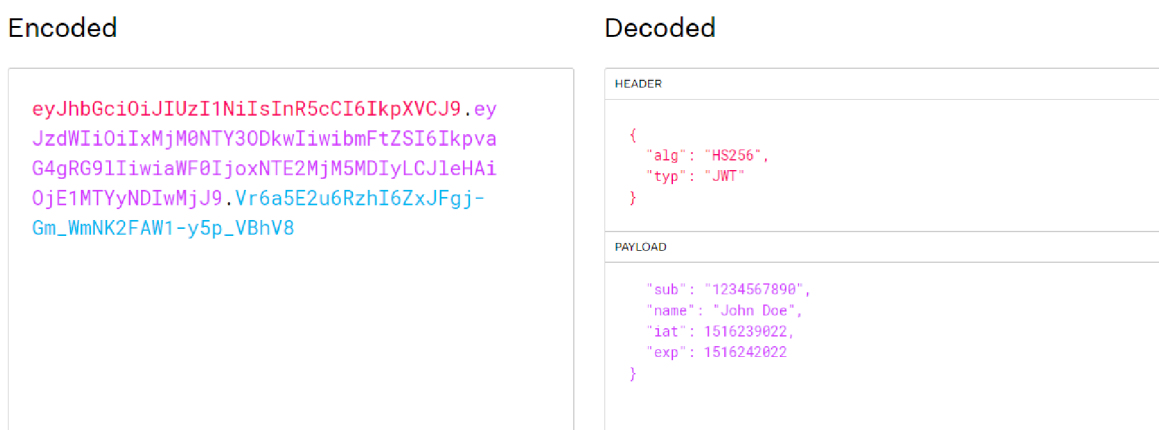 Encoded
eyJhbGciOiJIUzI1NiIsInR5cCI6IkpXVCJ9.ey
JzdWIiOiIxMjM0NTY3ODkwIiwibmFtZSI6Ikpva
G4gRG9lIiwiaWF0IjoxNTE2MjM5MDIyLCJleHAi
OjE1MTYyNDIwMjJ9.Vr6a5E2u6RzhI6ZxJFgj-
Gm_WmNK2FAW1-y5p_VBhV8
Decoded
HEADER
{
"alg": "HS256",
"typ": "JWT"
}
PAYLOAD
"sub": "1234567890",
"name": "John Doe",
"iat": 1516239022,
"exp": 1516242022
}